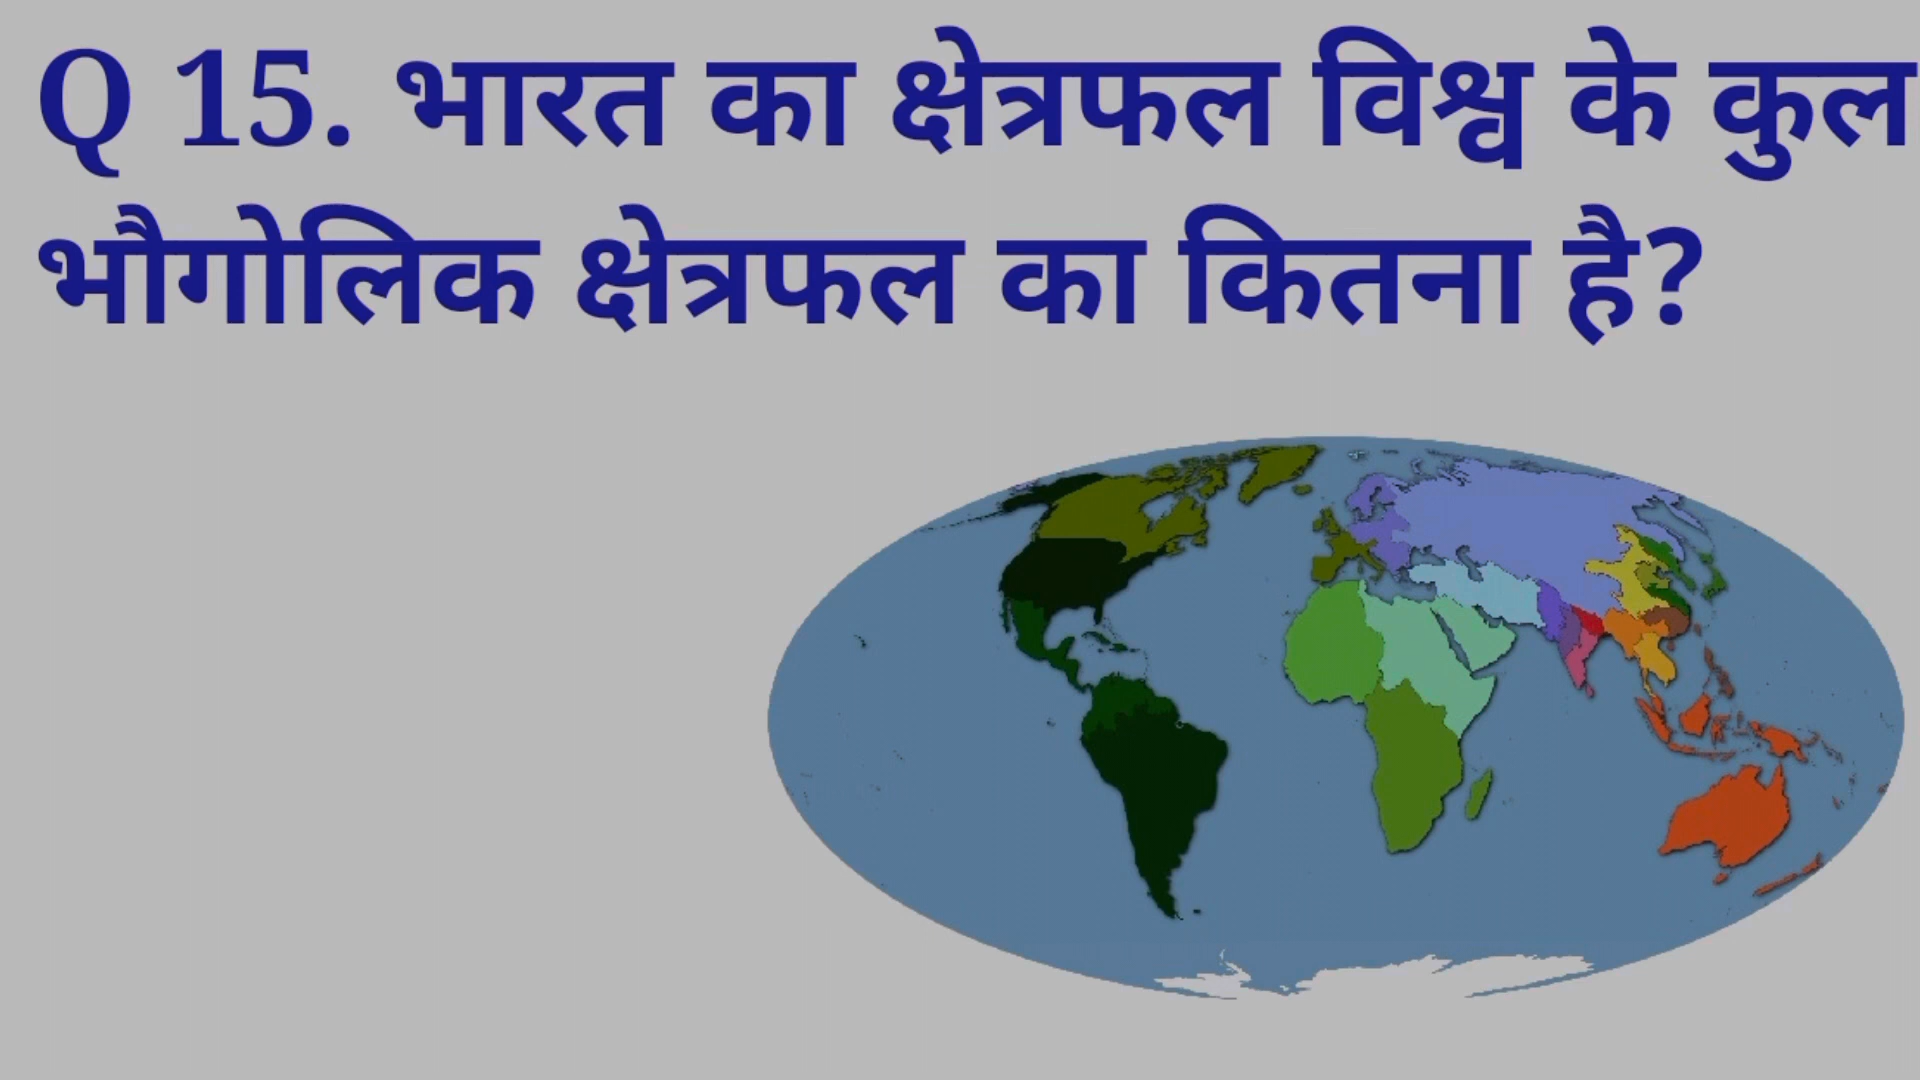 Q 15. भारत का क्षेत्रफल विश्व के कुल
भौगोलिक क्षेत्रफल का कितना है?